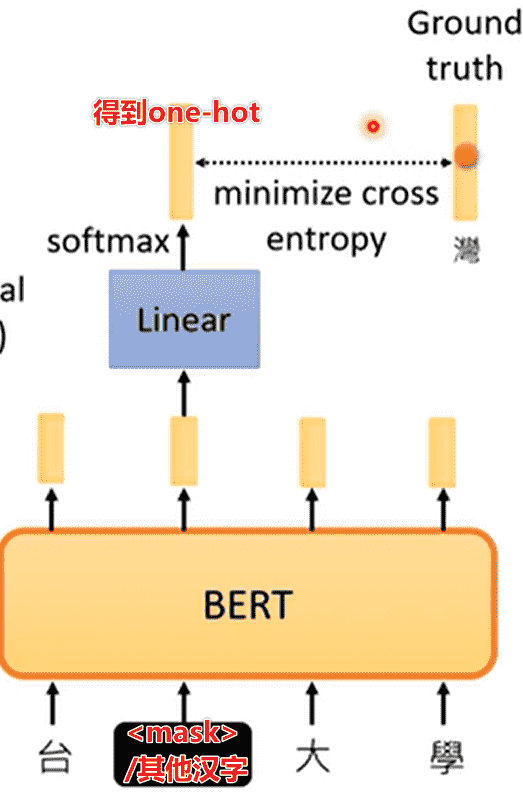 Ground
truth
得到one-hot
minimize cross
entropy
softmax
灣
al
)
Linear
BERT
台
<mask>
/其他汉字
大
學